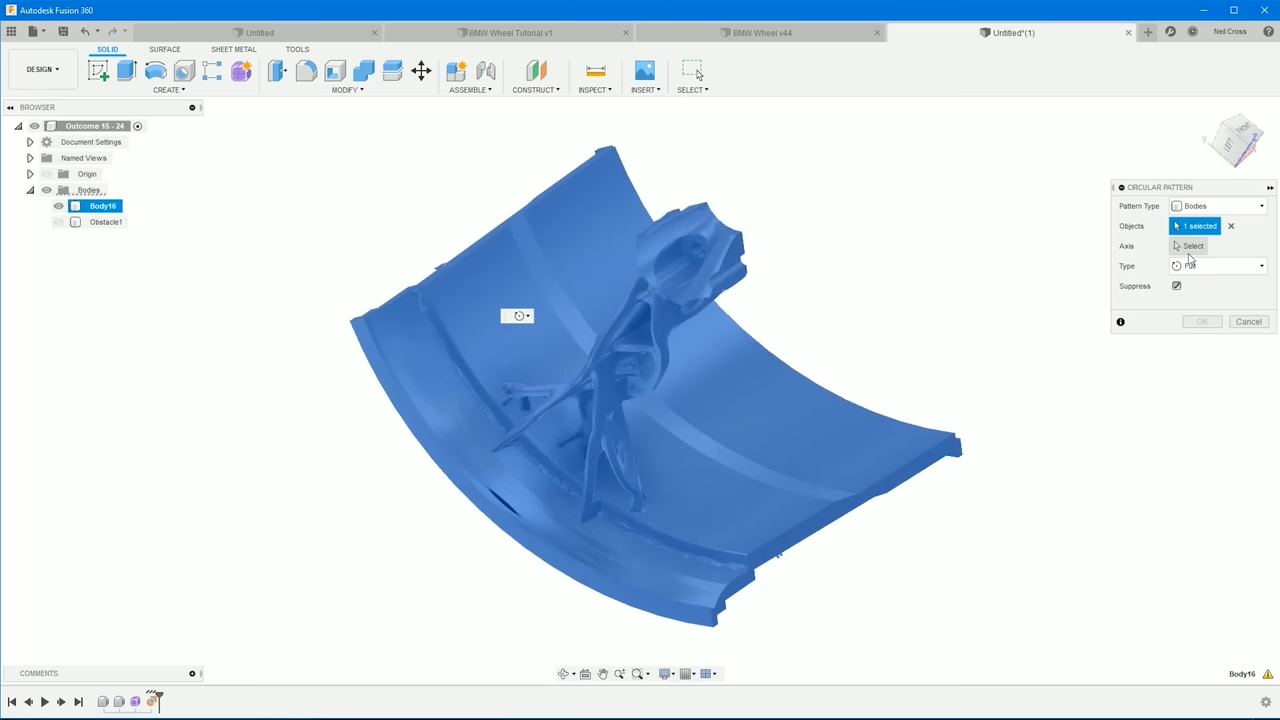 Autodesk Fusion 360
Untitled
BMW Wheel Tutorial v1
BMW Wheel v44
Untitled*(1)
Neil Cross
SOLID SURFACE SHEET METAL TOOLS
DESIGN
CREATE
MODIFY
ASSEMBLE
CONSTRUCT
INSPECT
INSERT
SELECT
BROWSER
Outcome 15 - 24
Document Settings
Named Views
Origin
Bodies
Body16
Obstacle1
LEFT
FRONT
Y
Z
CIRCULAR PATTERN
Pattern Type Bodies
Objects 1 selected
Axis Select
Type Full
Suppress
OK Cancel
COMMENTS
Body16